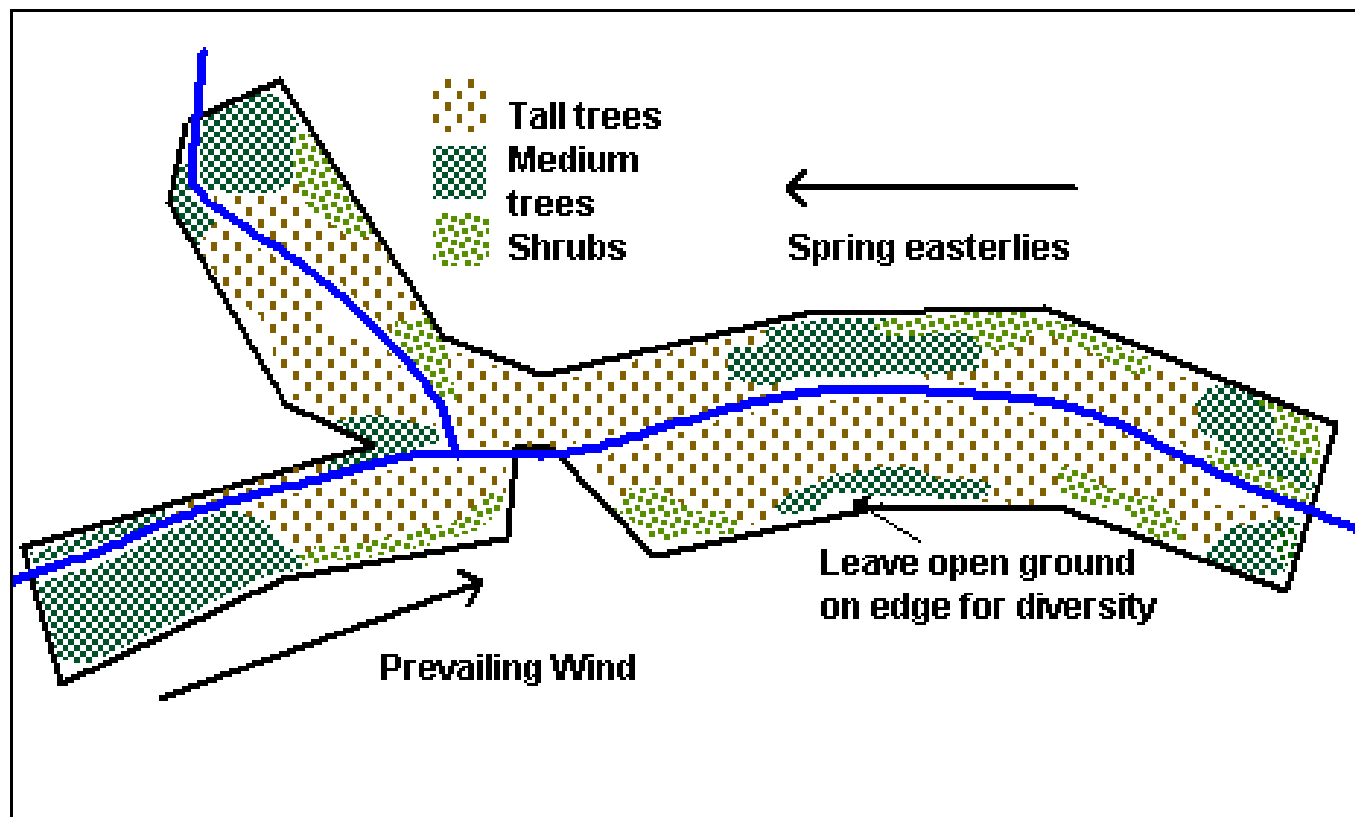 Tall trees
Medium
trees
Shrubs
Spring easterlies
Leave open ground
on edge for diversity
Prevailing Wind